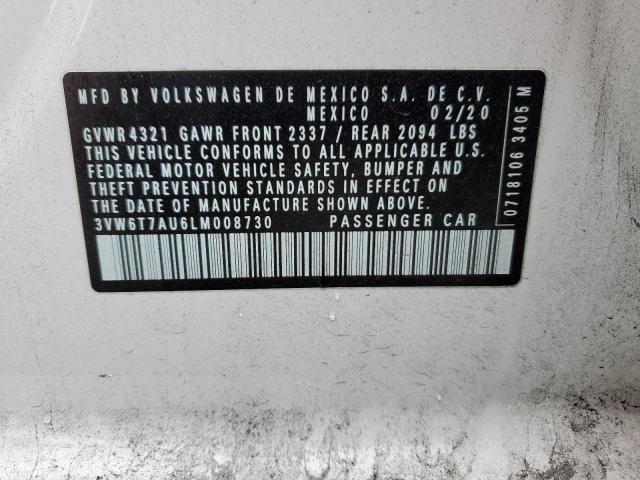 MFD BY VOLKSWAGEN DE MEXICO S.A. DE C.V.
MEXICO 02/20
GVWR 4321 GAWR FRONT 2337 / REAR 2094 LBS
THIS VEHICLE CONFORMS TO ALL APPLICABLE U.S.
FEDERAL MOTOR VEHICLE SAFETY, BUMPER AND
THEFT PREVENTION STANDARDS IN EFFECT ON
THE DATE OF MANUFACTURE SHOWN ABOVE.
3VW6T7AU6LM008730 PASSENGER CAR
0718106 3405 M